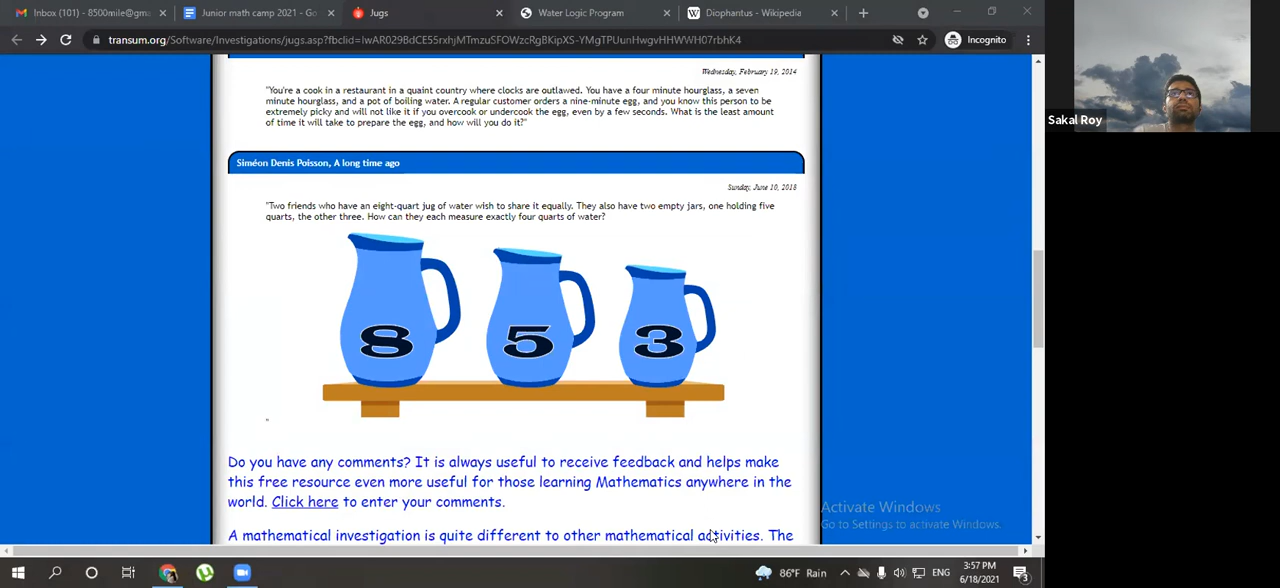 Inbox (101) - 8500mile@gma
Junior math camp 2021 - Go
Jugs
Water Logic Program
Diophantus - Wikipedia
transum.org/Software/Investigations/jugs.asp?fbclid=IwAR029BdCE55rxhjMTmzuSFOWzcRgBKipXS-YMgTPUunHwgvHHWWH07rbhK4
Incognito
Wednesday, February 19, 2014
"You're a cook in a restaurant in a quaint country where clocks are outlawed. You have a four minute hourglass, a seven
minute hourglass, and a pot of boiling water. A regular customer orders a nine-minute egg, and you know this person to be
extremely picky and will not like it if you overcook or undercook the egg, even by a few seconds. What is the least amount
of time it will take to prepare the egg, and how will you do it?"
Siméon Denis Poisson, A long time ago
Sunday, June 10, 2018
"Two friends who have an eight-quart jug of water wish to share it equally. They also have two empty jars, one holding five
quarts, the other three. How can they each measure exactly four quarts of water?
8 5 3
"
Do you have any comments? It is always useful to receive feedback and helps make
this free resource even more useful for those learning Mathematics anywhere in the
world. Click here to enter your comments.
A mathematical investigation is quite different to other mathematical activities. The
Activate Windows
Go to Settings to activate Windows.
Sakal Roy
86°F Rain
ENG
3:57 PM
6/18/2021
3